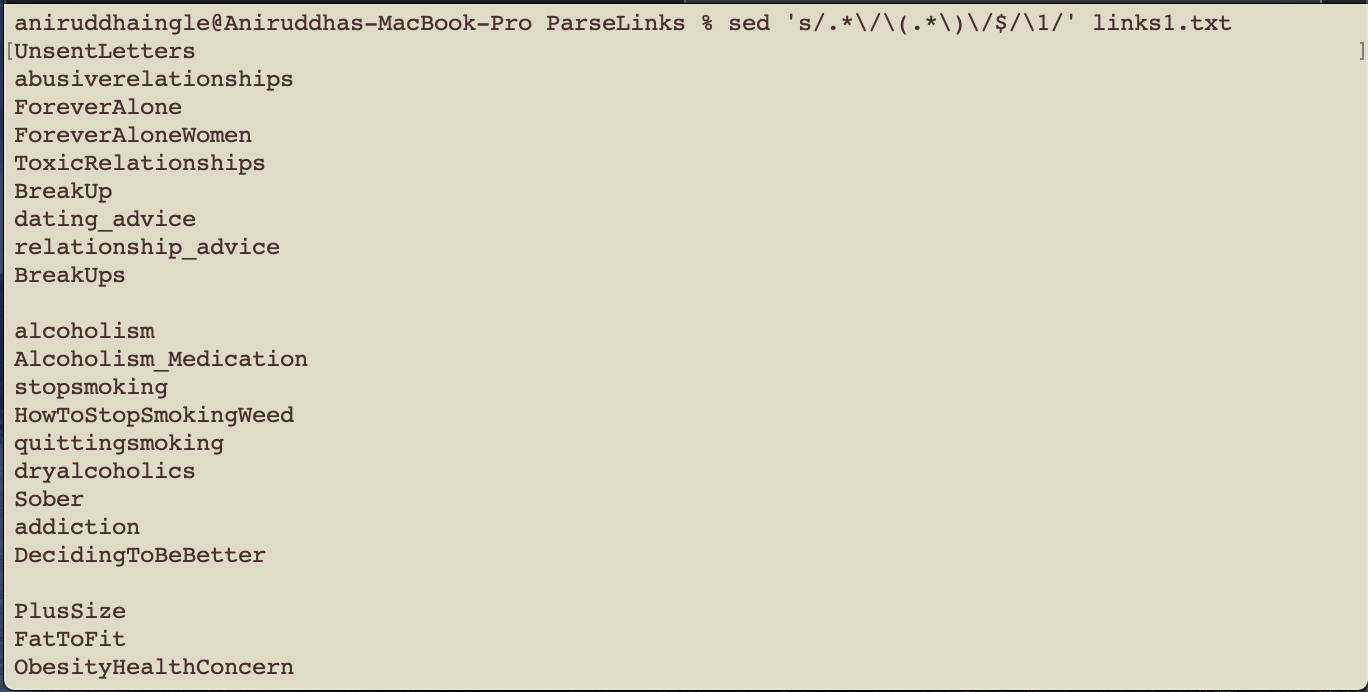 aniruddhaingle@Aniruddhas-MacBook-Pro ParseLinks % sed 's/.*\/\(.*\)\/$/\1/' links1.txt
[UnsentLetters ]
abusiverelationships
ForeverAlone
ForeverAloneWomen
ToxicRelationships
BreakUp
dating_advice
relationship_advice
BreakUps

alcoholism
Alcoholism_Medication
stopsmoking
HowToStopSmokingWeed
quittingsmoking
dryalcoholics
Sober
addiction
DecidingToBeBetter

PlusSize
FatToFit
ObesityHealthConcern